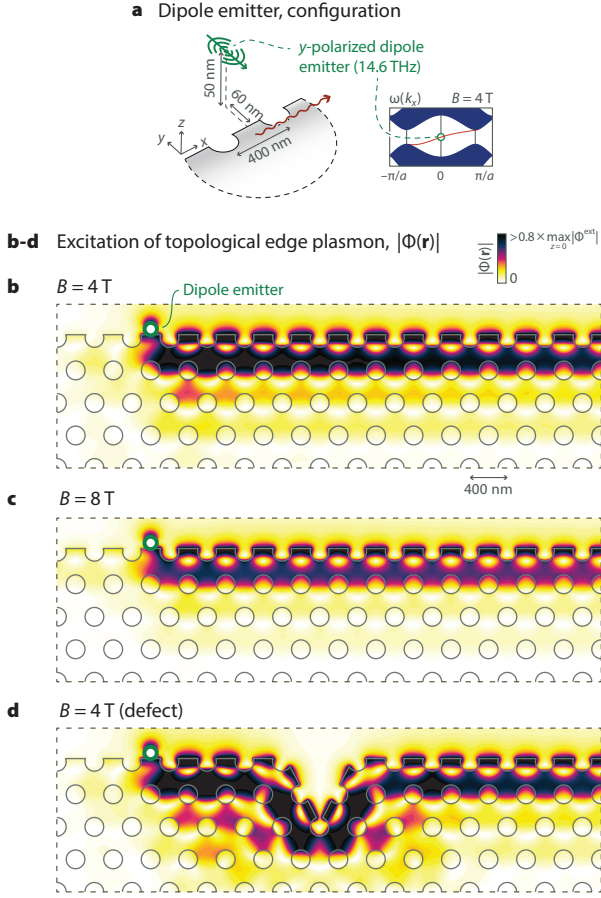 a Dipole emitter, configuration
y-polarized dipole
emitter (14.6 THz)
50 nm
60 nm
400 nm
z
y
x
ω(kₓ) B = 4 T
−π/a 0 π/a
b-d Excitation of topological edge plasmon, |Φ(r)|
|Φ(r)|
>0.8 × max|Φᵉˣᵗ|
z=0
0
b B = 4 T
Dipole emitter
400 nm
c B = 8 T
d B = 4 T (defect)